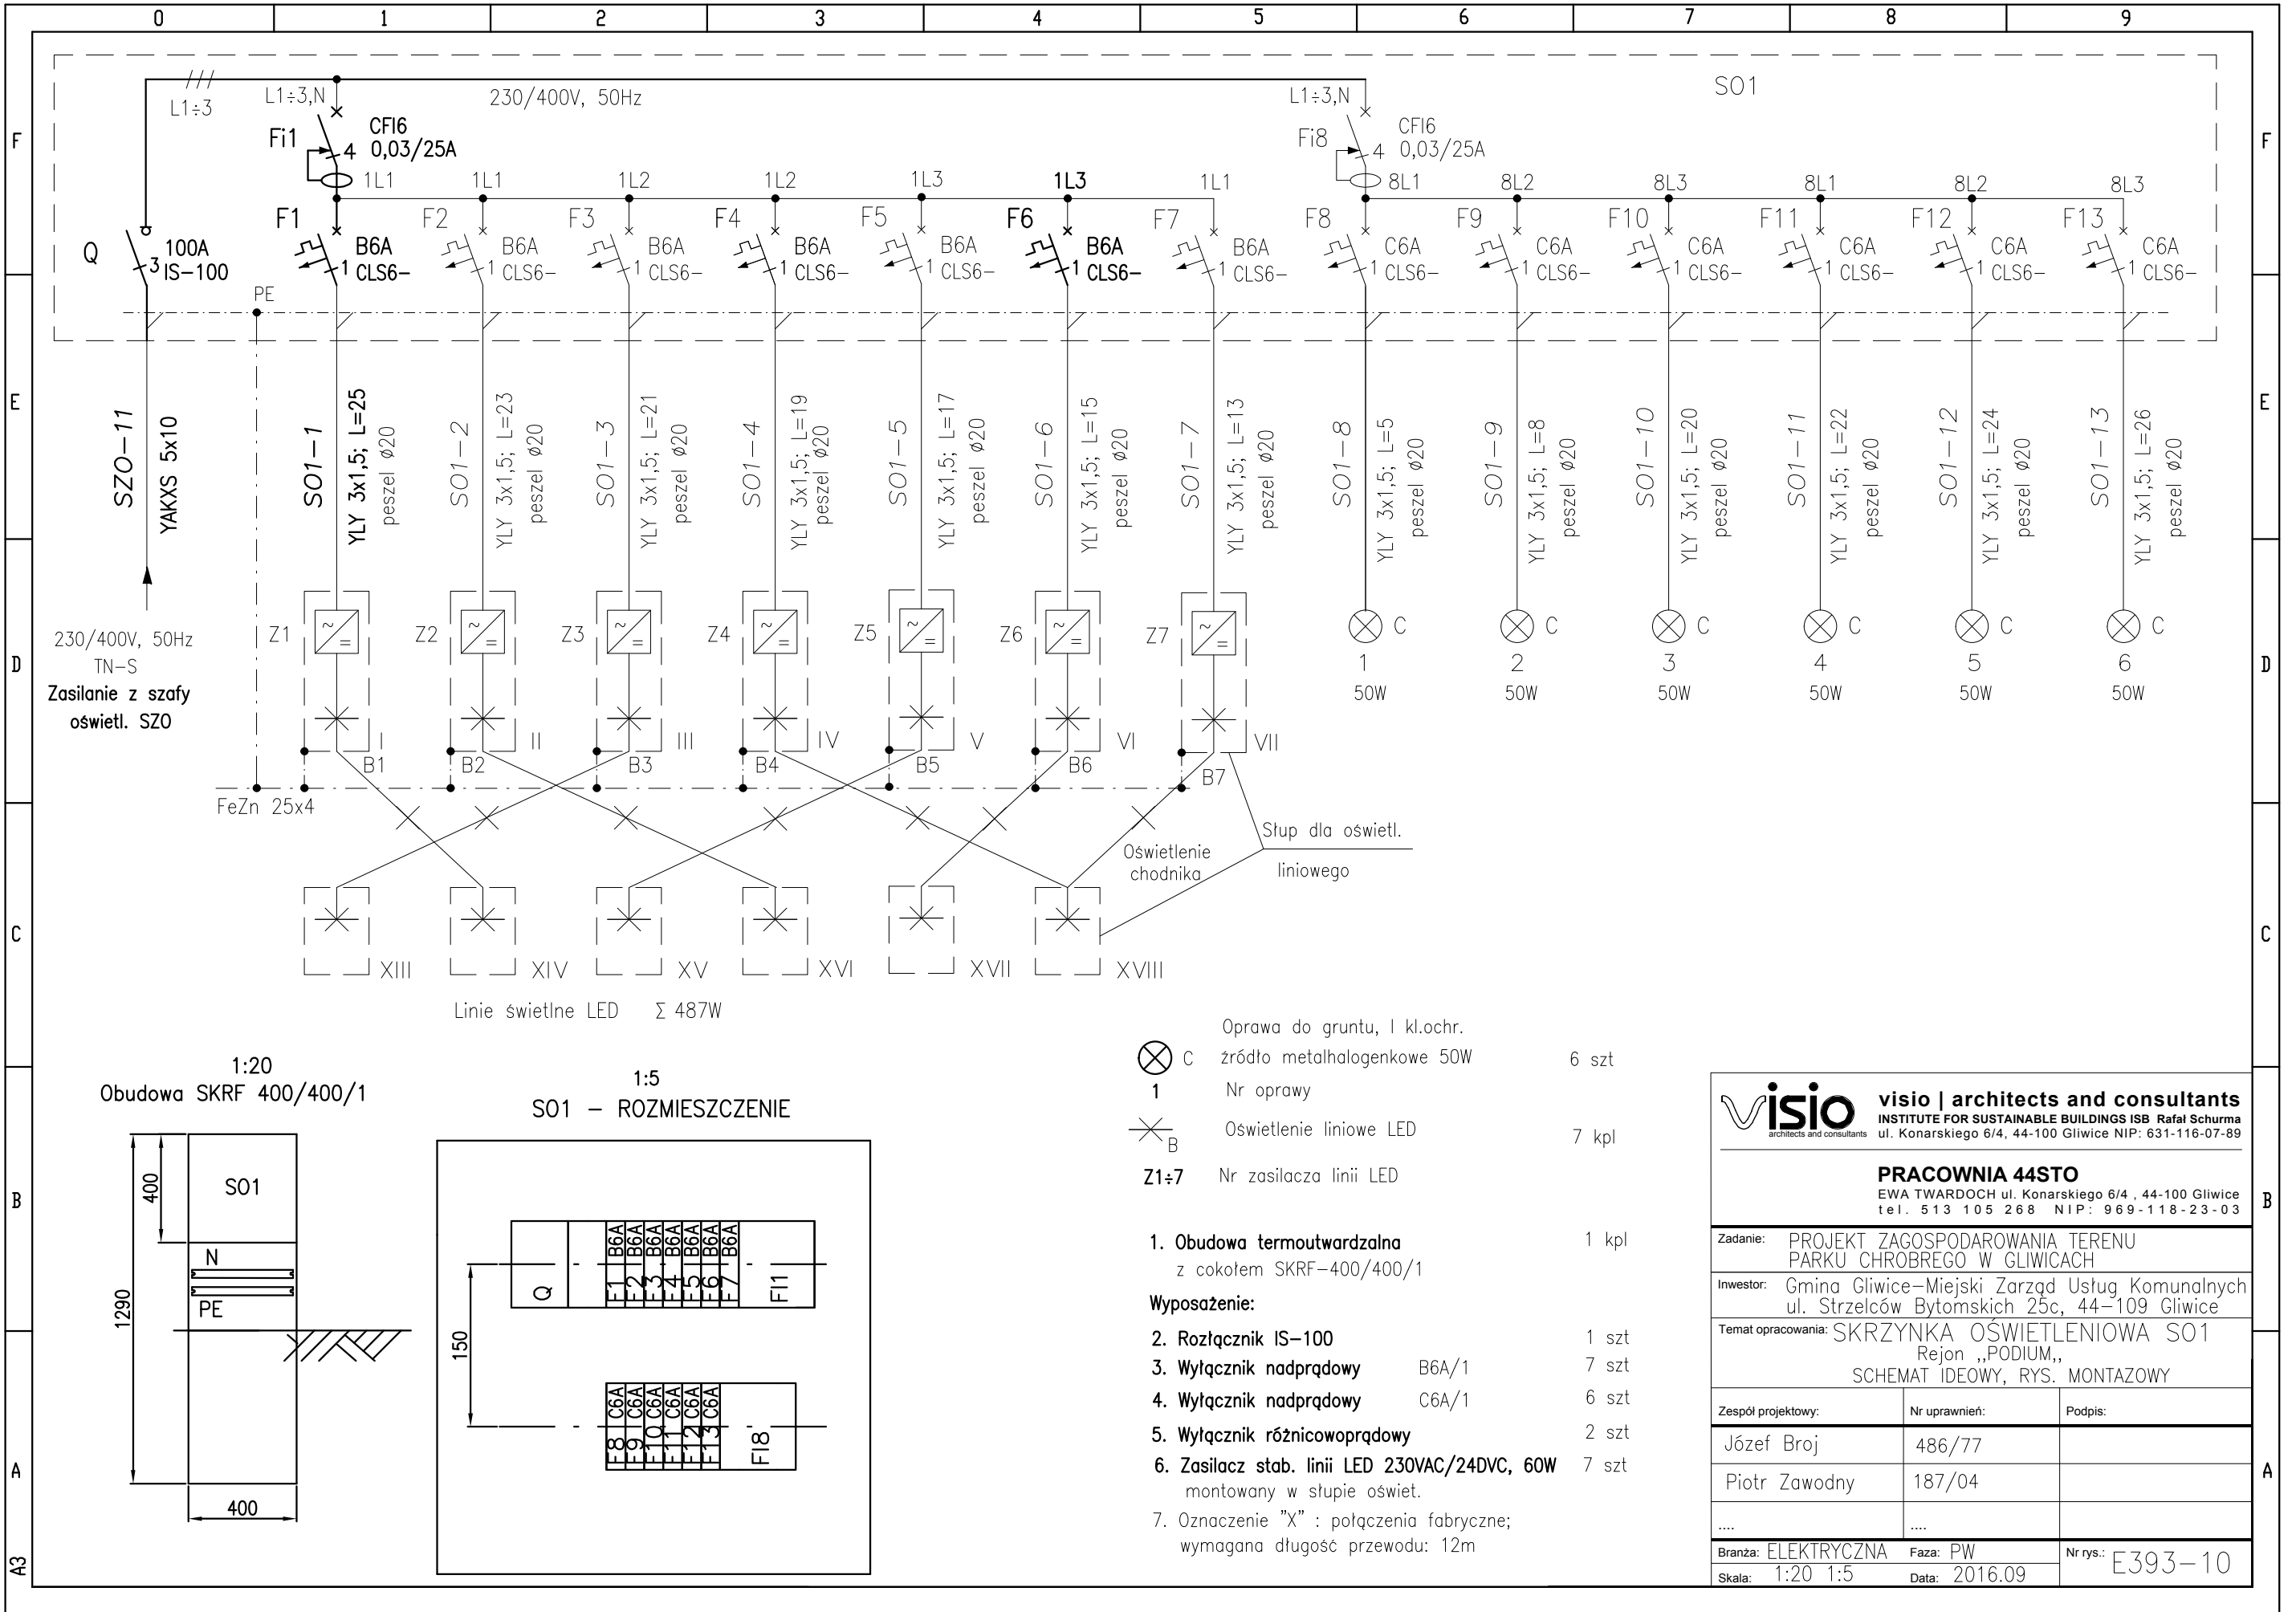 0 1 2 3 4 5 6 7 8 9
F F
E E
D D
C C
B B
A A
A3
SO1
L1÷3
L1÷3,N
230/400V, 50Hz
L1÷3,N
Fi1
CFI6
4 0,03/25A
Fi8
CFI6
4 0,03/25A
1L1 1L1 1L2 1L2 1L3 1L3 1L1 8L1 8L2 8L3 8L1 8L2 8L3
Q
100A
3 IS-100
F1 B6A
1 CLS6-
F2 B6A
1 CLS6-
F3 B6A
1 CLS6-
F4 B6A
1 CLS6-
F5 B6A
1 CLS6-
F6 B6A
1 CLS6-
F7 B6A
1 CLS6-
F8 C6A
1 CLS6-
F9 C6A
1 CLS6-
F10 C6A
1 CLS6-
F11 C6A
1 CLS6-
F12 C6A
1 CLS6-
F13 C6A
1 CLS6-
PE
SZO-11
YAKXS 5x10
SO1-1
YLY 3x1,5; L=25
peszel ø20
SO1-2
YLY 3x1,5; L=23
peszel ø20
SO1-3
YLY 3x1,5; L=21
peszel ø20
SO1-4
YLY 3x1,5; L=19
peszel ø20
SO1-5
YLY 3x1,5; L=17
peszel ø20
SO1-6
YLY 3x1,5; L=15
peszel ø20
SO1-7
YLY 3x1,5; L=13
peszel ø20
SO1-8
YLY 3x1,5; L=5
peszel ø20
SO1-9
YLY 3x1,5; L=8
peszel ø20
SO1-10
YLY 3x1,5; L=20
peszel ø20
SO1-11
YLY 3x1,5; L=22
peszel ø20
SO1-12
YLY 3x1,5; L=24
peszel ø20
SO1-13
YLY 3x1,5; L=26
peszel ø20
230/400V, 50Hz
TN-S
Zasilanie z szafy
oświetl. SZO
Z1 Z2 Z3 Z4 Z5 Z6 Z7
C C C C C C
1 2 3 4 5 6
50W 50W 50W 50W 50W 50W
I II III IV V VI VII
B1 B2 B3 B4 B5 B6 B7
FeZn 25x4
Oświetlenie
chodnika
Słup dla oświetl.
liniowego
XIII XIV XV XVI XVII XVIII
Linie świetlne LED Σ 487W
1:20
Obudowa SKRF 400/400/1
SO1
N
PE
400
1290
400
1:5
SO1 - ROZMIESZCZENIE
Q
F1 B6A
F2 B6A
F3 B6A
F4 B6A
F5 B6A
F6 B6A
F7 B6A
FI1
150
F8 C6A
F9 C6A
F10 C6A
F11 C6A
F12 C6A
F13 C6A
FI8
Oprawa do gruntu, I kl.ochr.
C źródło metalhalogenkowe 50W 6 szt
1 Nr oprawy
B Oświetlenie liniowe LED 7 kpl
Z1÷7 Nr zasilacza linii LED
1. Obudowa termoutwardzalna 1 kpl
z cokołem SKRF-400/400/1
Wyposażenie:
2. Rozłącznik IS-100 1 szt
3. Wyłącznik nadprądowy B6A/1 7 szt
4. Wyłącznik nadprądowy C6A/1 6 szt
5. Wyłącznik różnicowoprądowy 2 szt
6. Zasilacz stab. linii LED 230VAC/24DVC, 60W 7 szt
montowany w słupie oświet.
7. Oznaczenie "X" : połączenia fabryczne;
wymagana długość przewodu: 12m
visio
architects and consultants
visio | architects and consultants
INSTITUTE FOR SUSTAINABLE BUILDINGS ISB Rafał Schurma
ul. Konarskiego 6/4, 44-100 Gliwice NIP: 631-116-07-89
PRACOWNIA 44STO
EWA TWARDOCH ul. Konarskiego 6/4 , 44-100 Gliwice
tel. 513 105 268 NIP: 969-118-23-03
Zadanie: PROJEKT ZAGOSPODAROWANIA TERENU
PARKU CHROBREGO W GLIWICACH
Inwestor: Gmina Gliwice-Miejski Zarząd Usług Komunalnych
ul. Strzelców Bytomskich 25c, 44-109 Gliwice
Temat opracowania: SKRZYNKA OŚWIETLENIOWA SO1
Rejon ,,PODIUM,,
SCHEMAT IDEOWY, RYS. MONTAZOWY
Zespół projektowy: Nr uprawnień: Podpis:
Józef Broj 486/77
Piotr Zawodny 187/04
.... ....
Branża: ELEKTRYCZNA Faza: PW Nr rys.: E393-10
Skala: 1:20 1:5 Data: 2016.09